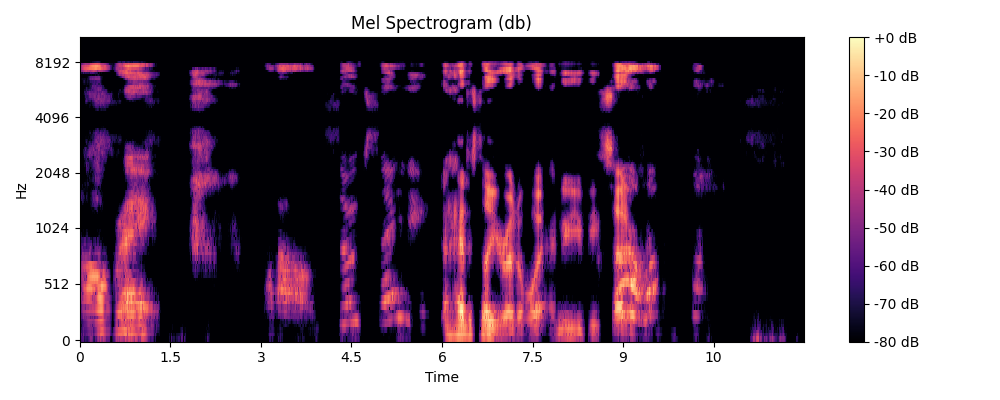 Mel Spectrogram (db)
8192
4096
2048
1024
512
0
Hz
0 1.5 3 4.5 6 7.5 9 10
Time
+0 dB
-10 dB
-20 dB
-30 dB
-40 dB
-50 dB
-60 dB
-70 dB
-80 dB